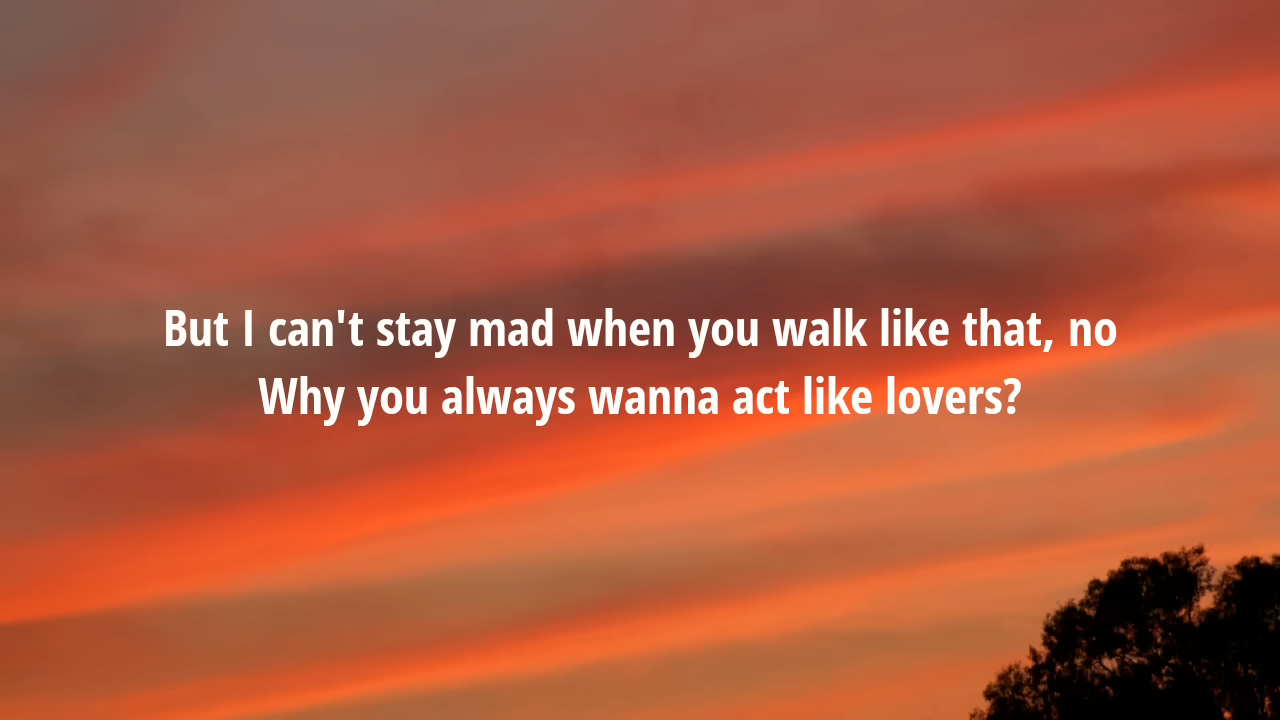 But I can't stay mad when you walk like that, no
Why you always wanna act like lovers?